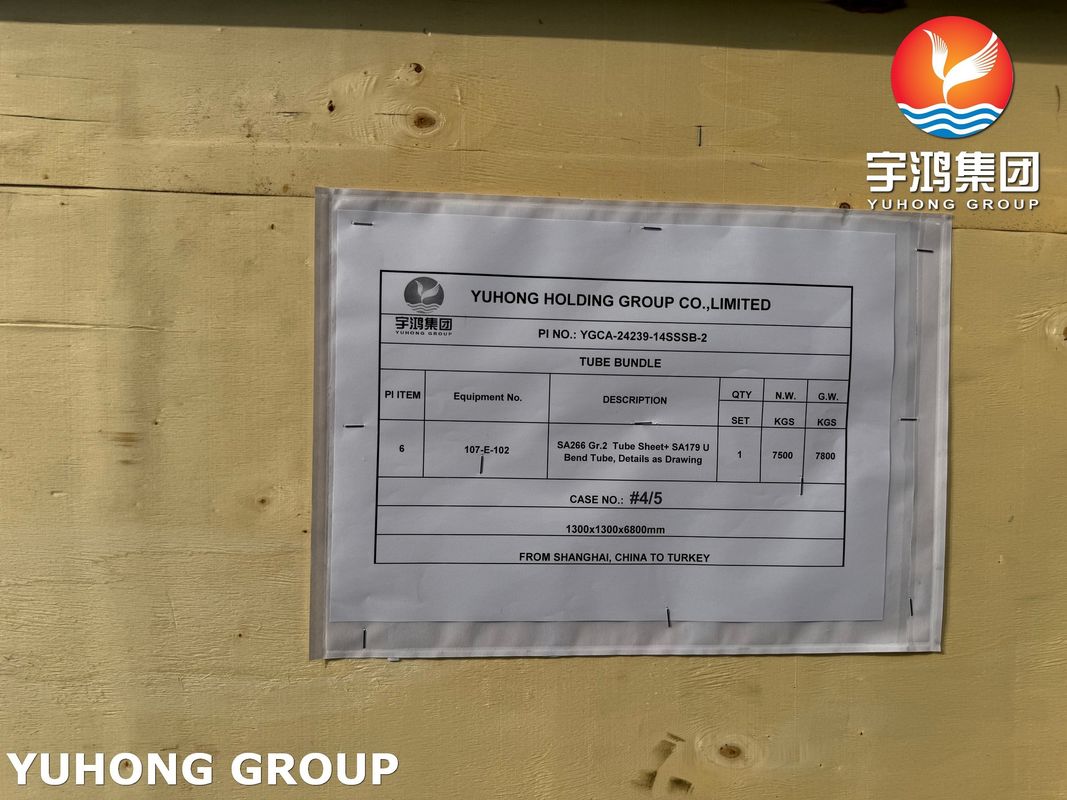 宇鸿集团
YUHONG GROUP
宇鸿集团
YUHONG GROUP
YUHONG HOLDING GROUP CO.,LIMITED
PI NO.: YGCA-24239-14SSSB-2
TUBE BUNDLE
PI ITEM Equipment No. DESCRIPTION QTY N.W. G.W.
SET KGS KGS
6 107-E-102 SA266 Gr.2 Tube Sheet+ SA179 U
Bend Tube, Details as Drawing 1 7500 7800
CASE NO.: #4/5
1300x1300x6800mm
FROM SHANGHAI, CHINA TO TURKEY
YUHONG GROUP